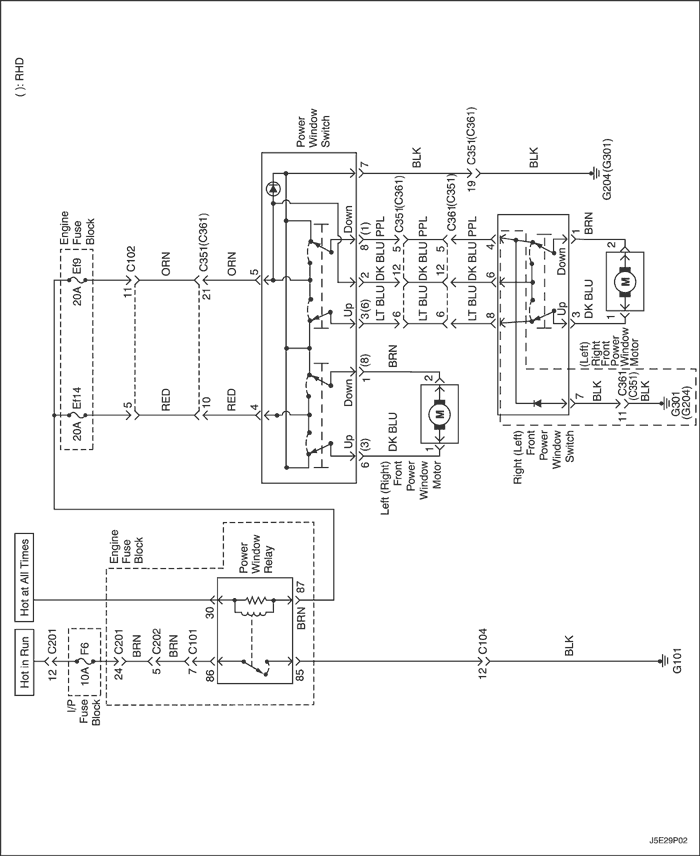 ( ): RHD
Hot in Run
Hot at All Times
12
C201
I/P
Fuse
Block
10A
F6
24
C201
BRN
5
C202
BRN
7
C101
86
30
Engine
Fuse
Block
Power
Window
Relay
85
87
BRN
12
C104
BLK
G101
Engine
Fuse
Block
20A
Ef14
20A
Ef9
5
11
C102
RED
ORN
10
21
C351(C361)
RED
ORN
4
5
Power
Window
Switch
Up
Down
Up
Down
6
(3)
1
(8)
3(6)
2
8
(1)
7
DK BLU
BRN
Left (Right)
Front
Power
Window
Motor
1
2
M
LT BLU
DK BLU
PPL
BLK
6
12
5
C351(C361)
19
C351(C361)
LT BLU
DK BLU
PPL
BLK
6
12
5
C361(C351)
G204(G301)
LT BLU
DK BLU
PPL
8
6
4
Right (Left)
Front
Power
Window
Switch
Up
Down
7
3
1
BLK
DK BLU
BRN
11
C361
(C351)
BLK
G301
(G204)
(Left)
Right
Front
Power
Window
Motor
1
2
M
J5E29P02